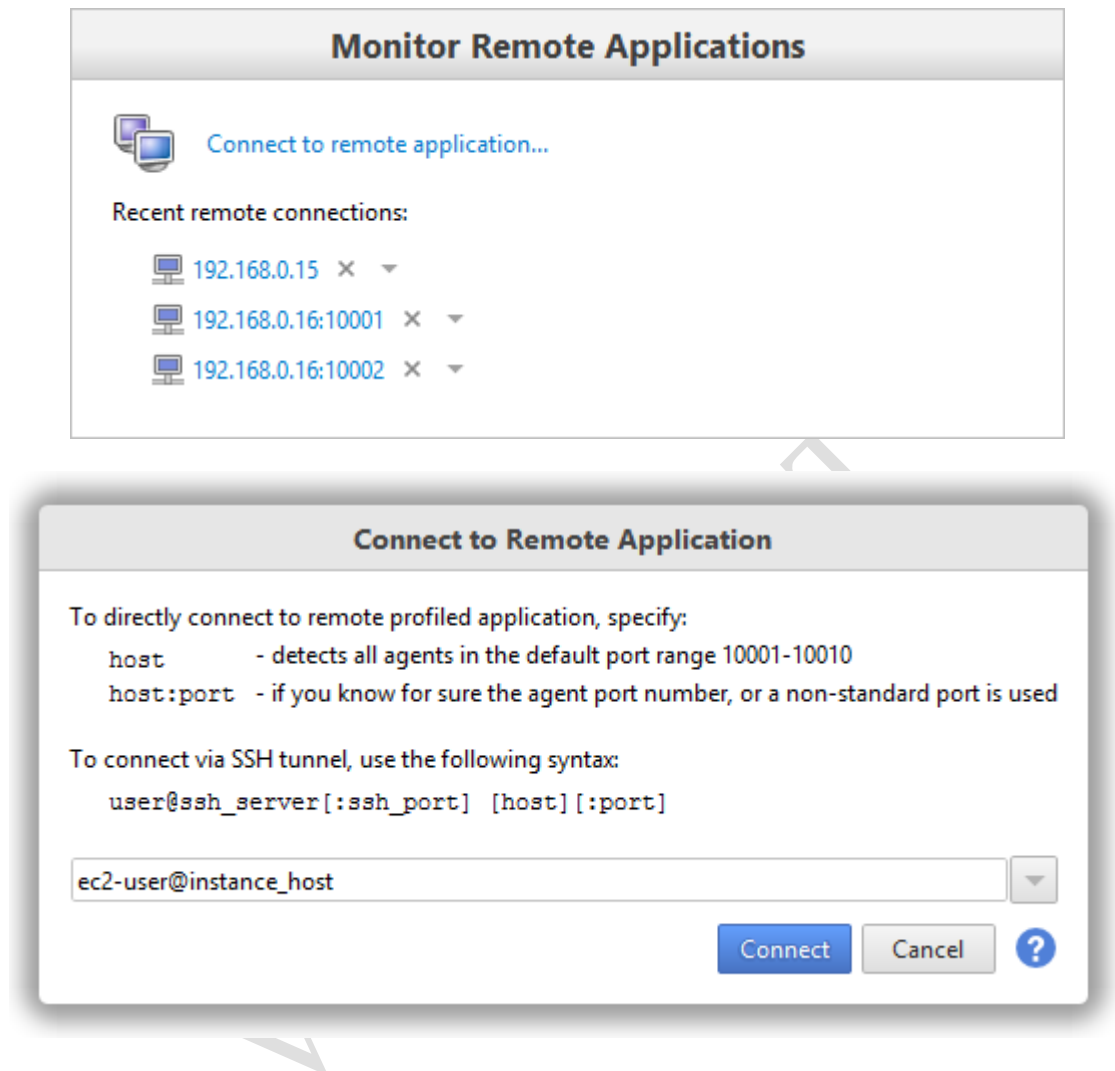 Monitor Remote Applications
Connect to remote application...
Recent remote connections:
192.168.0.15
192.168.0.16:10001
192.168.0.16:10002
Connect to Remote Application
To directly connect to remote profiled application, specify:
host - detects all agents in the default port range 10001-10010
host:port - if you know for sure the agent port number, or a non-standard port is used
To connect via SSH tunnel, use the following syntax:
user@ssh_server[:ssh_port] [host][:port]
ec2-user@instance_host
Connect Cancel ?